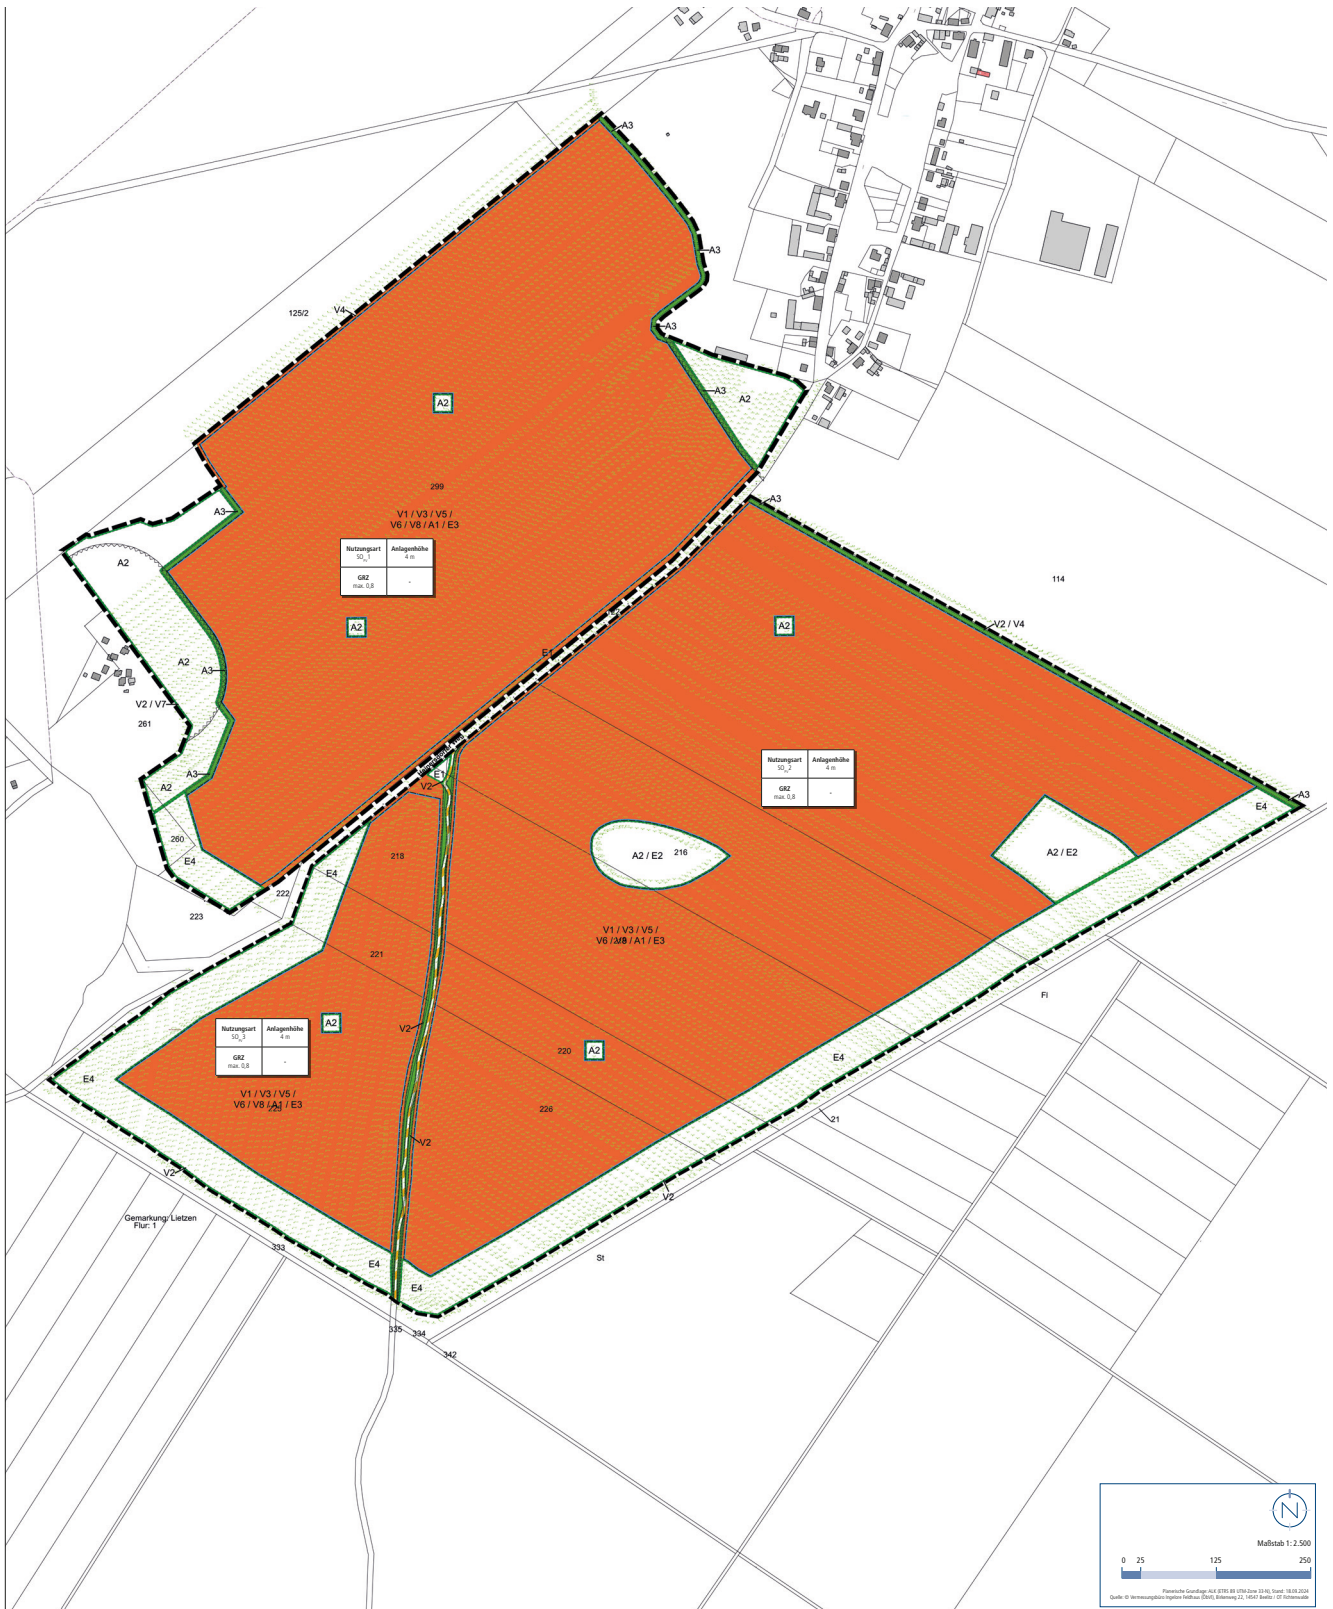 A3
A3
125/2
V4
A3
A3
A2
A2
299
A3
A3
V1 / V3 / V5 /
V6 / V8 / A1 / E3
Nutzungsart
Anlagenhöhe
4 m
GRZ
max. 0,8
-
A2
114
A2
A2
V2 / V4
E1
A2
A3
V2 / V7
261
Nutzungsart
Anlagenhöhe
4 m
GRZ
max. 0,8
-
A3
E1
V2
A2
A3
E4
260
E4
218
A2 / E2
216
A2 / E2
E4
222
223
V1 / V3 / V5 /
V6 / V8 / A1 / E3
221
Fl
Nutzungsart
Anlagenhöhe
4 m
GRZ
max. 0,8
-
A2
V2
220
A2
E4
E4
V1 / V3 / V5 /
V6 / V8 / A1 / E3
226
21
V2
V2
V2
Gemarkung: Lietzen
Flur: 1
333
St
E4
E4
335
334
342
N
Maßstab 1: 2.500
0 25 125 250